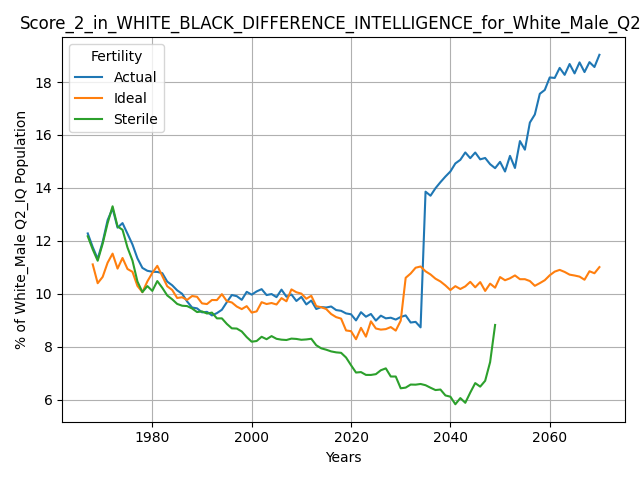 Score_2_in_WHITE_BLACK_DIFFERENCE_INTELLIGENCE_for_White_Male_Q2
Fertility
Actual
Ideal
Sterile
% of White_Male Q2_IQ Population
18
16
14
12
10
8
6
1980
2000
2020
2040
2060
Years